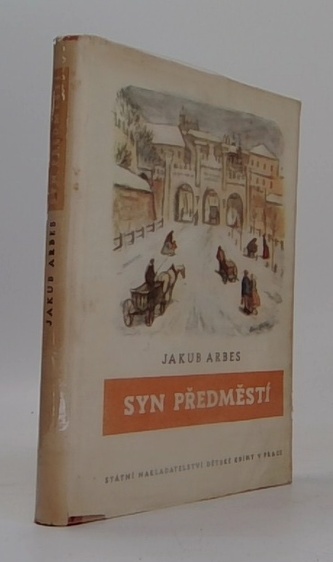 JAKUB ARBES
SYN PŘEDMĚSTÍ
STÁTNÍ NAKLADATELSTVÍ DĚTSKÉ KNIHY V PRAZE
JAKUB ARBES